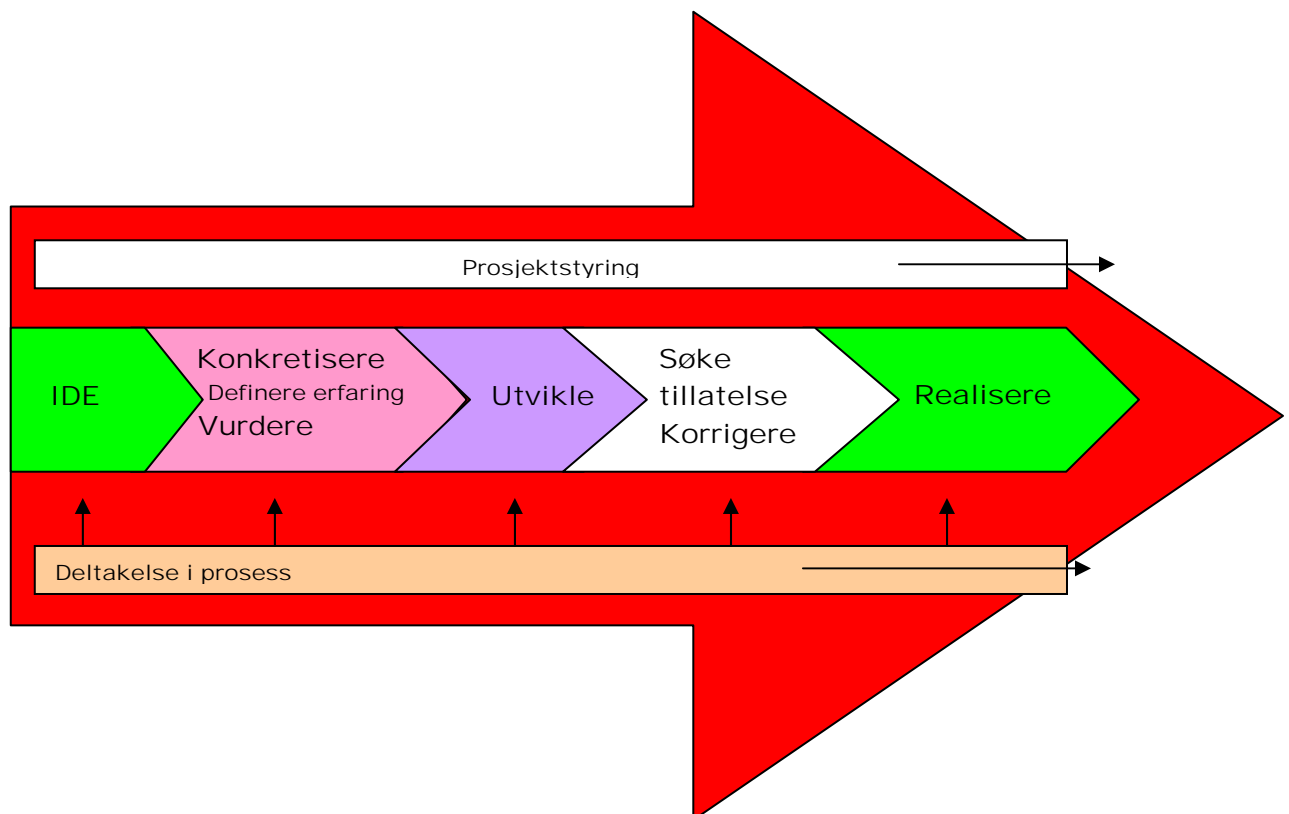 Prosjektstyring
IDE
Konkretisere
Definere erfaring
Vurdere
Utvikle
Søke
tillatelse
Korrigere
Realisere
Deltakelse i prosess